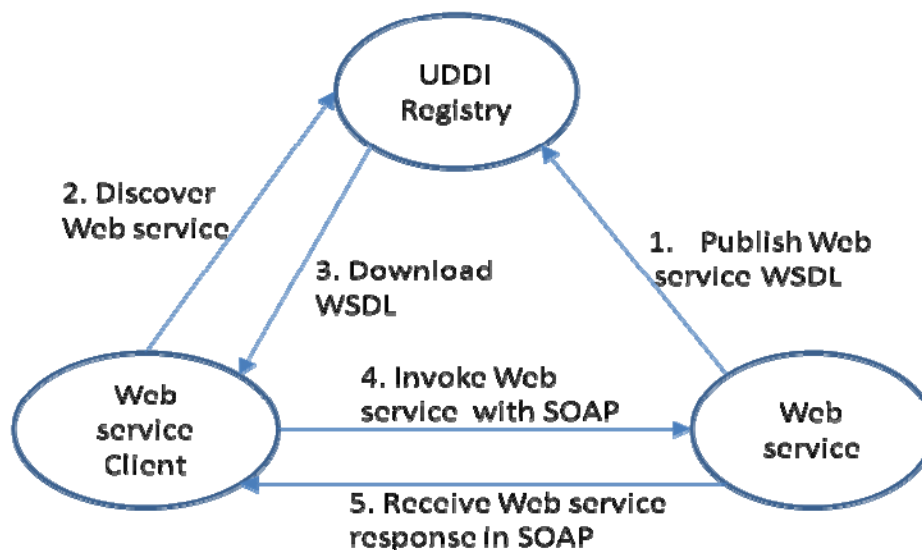 UDDI
Registry
2. Discover
Web service
1. Publish Web
service WSDL
3. Download
WSDL
Web
service
Client
4. Invoke Web
service with SOAP
Web
service
5. Receive Web service
response in SOAP